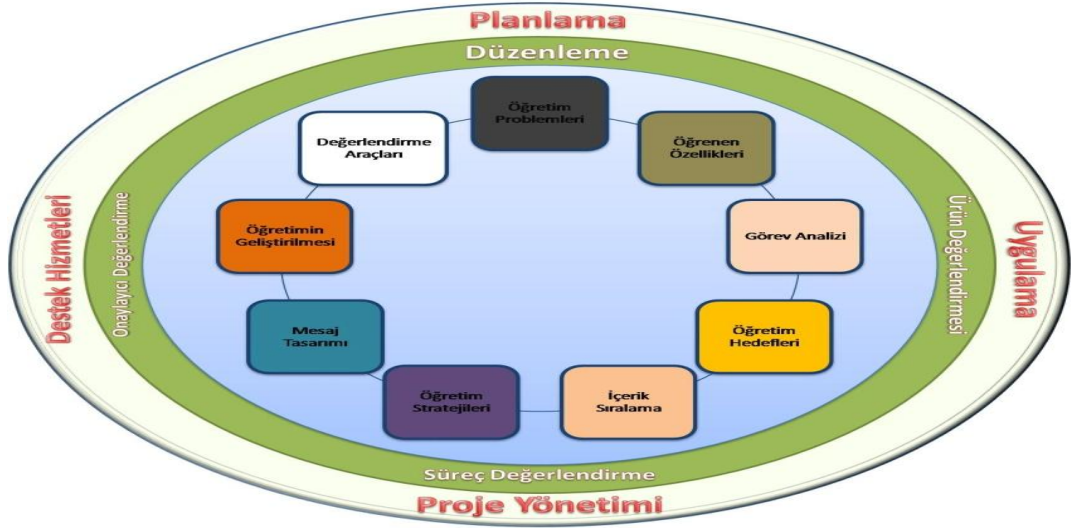 Planlama
Düzenleme
Öğretim
Problemleri
Öğrenen
Özellikleri
Görev Analizi
Öğretim
Hedefleri
İçerik
Sıralama
Öğretim
Stratejileri
Mesaj
Tasarımı
Öğretimin
Geliştirilmesi
Değerlendirme
Araçları
Ürün Değerlendirmesi
Uygulama
Süreç Değerlendirme
Proje Yönetimi
Onaylayıcı Değerlendirme
Destek Hizmetleri